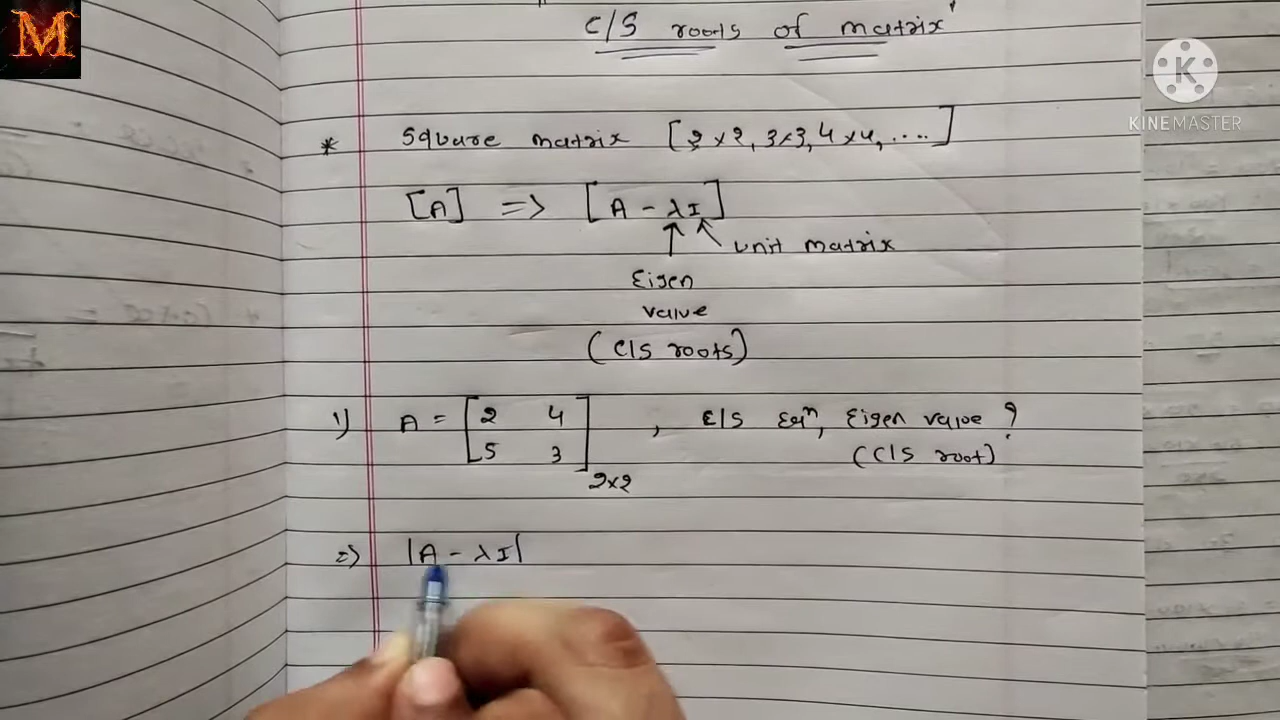 M
C/S roots of matrix
KINEMASTER
* Square matrix [2×2, 3×3, 4×4, ....]
[A] => [A - λI]
unit matrix
Eigen
value
(C/S roots)
1) A = [2 4
5 3]2×2 , C/S Eqn, Eigen value ?
(C/S root)
=> |A - λI|